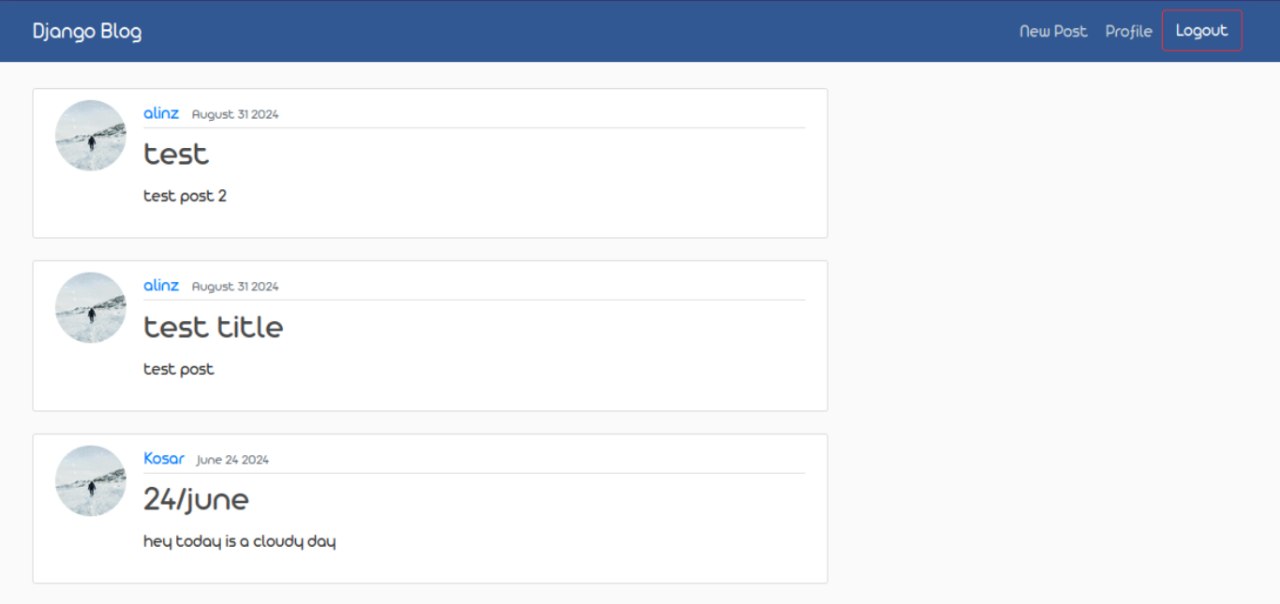 Django Blog New Post Profile Logout
alinz August 31 2024
test
test post 2
alinz August 31 2024
test title
test post
Kosar June 24 2024
24/june
hey today is a cloudy day